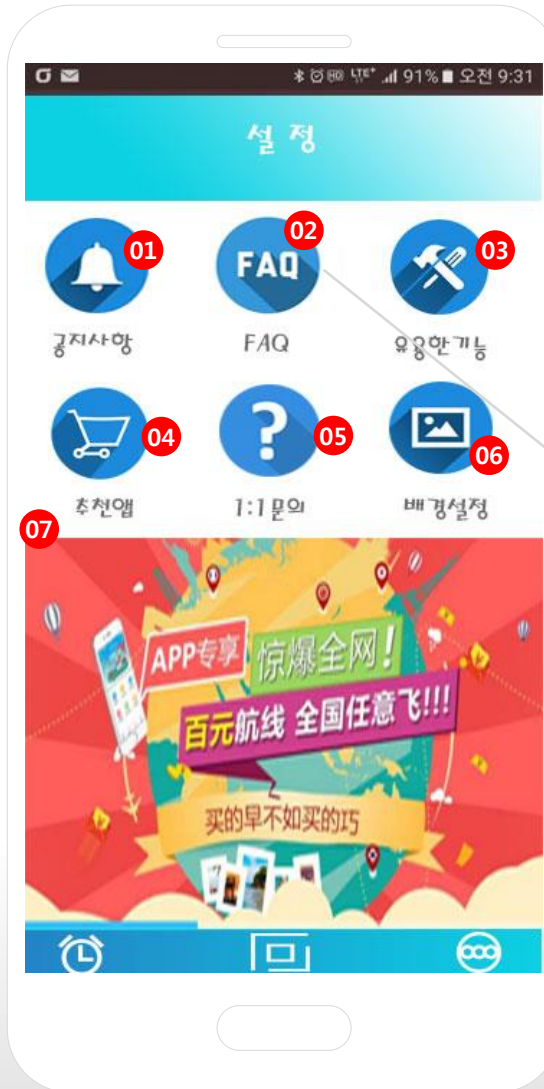 91% 오전 9:31
설 정
01
02
03
FAQ
공지사항
FAQ
유용한기능
04
05
06
?
추천앱
1:1문의
배경설정
07
APP专享
惊爆全网!
百元航线 全国任意飞!!!
买的早不如买的巧